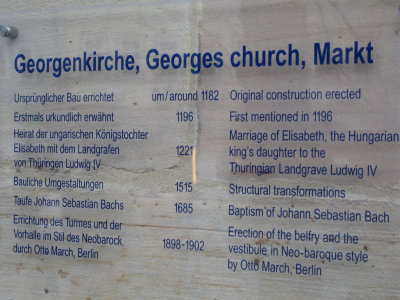 Georgenkirche, Georges church, Markt
Ursprünglicher Bau errichtet um/around 1182 Original construction erected
Erstmals urkundlich erwähnt 1196 First mentioned in 1196
Heirat der ungarischen Königstochter
Elisabeth mit dem Landgrafen
von Thüringen Ludwig IV
1221
Marriage of Elisabeth, the Hungarian
king's daughter to the
Thuringian Landgrave Ludwig IV
Bauliche Umgestaltungen 1515 Structural transformations
Taufe Johann Sebastian Bachs 1685 Baptism of Johann Sebastian Bach
Errichtung des Turmes und der
Vorhalle im Stil des Neobarock
durch Otto March, Berlin
1898-1902
Erection of the belfry and the
vestibule in Neo-baroque style
by Otto March, Berlin